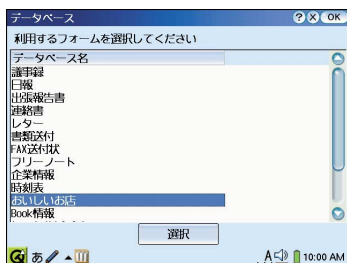 データベース ? X OK
利用するフォームを選択してください
データベース名
議事録
日報
出張報告書
連絡書
レター
書類送付
FAX送付状
フリーノート
企業情報
時刻表
おいしいお店
Book情報
選択
あ A 10:00 AM